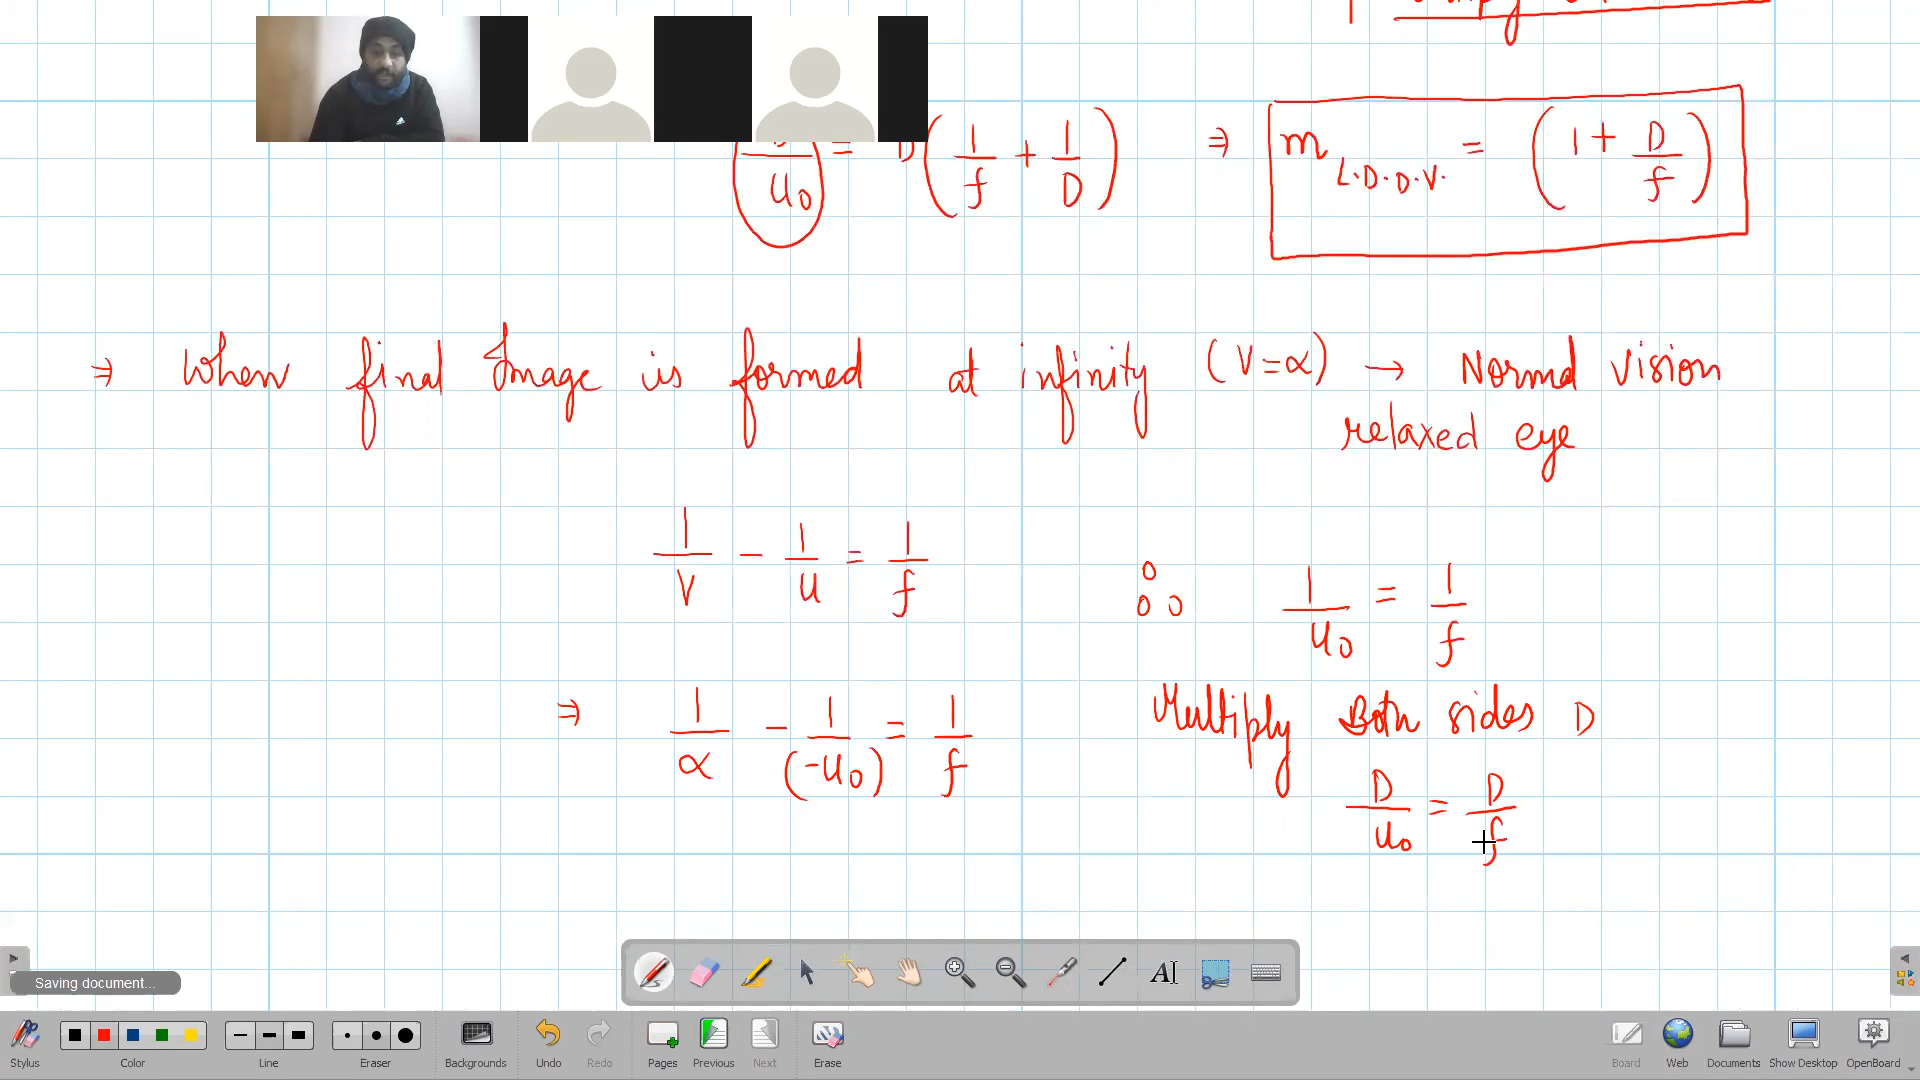 u₀ = D(1/f + 1/D) ⇒ m L.D.D.V. = (1 + D/f)
⇒ When final Image is formed at infinity (V=α) → Normal vision
relaxed eye
1/V - 1/u = 1/f
∴ 1/u₀ = 1/f
⇒ 1/α - 1/(-u₀) = 1/f
Multiply Both sides D
D/u₀ = D/f
Saving document...
Stylus Color Line Eraser Backgrounds Undo Redo Pages Previous Next Erase Board Web Documents Show Desktop OpenBoard